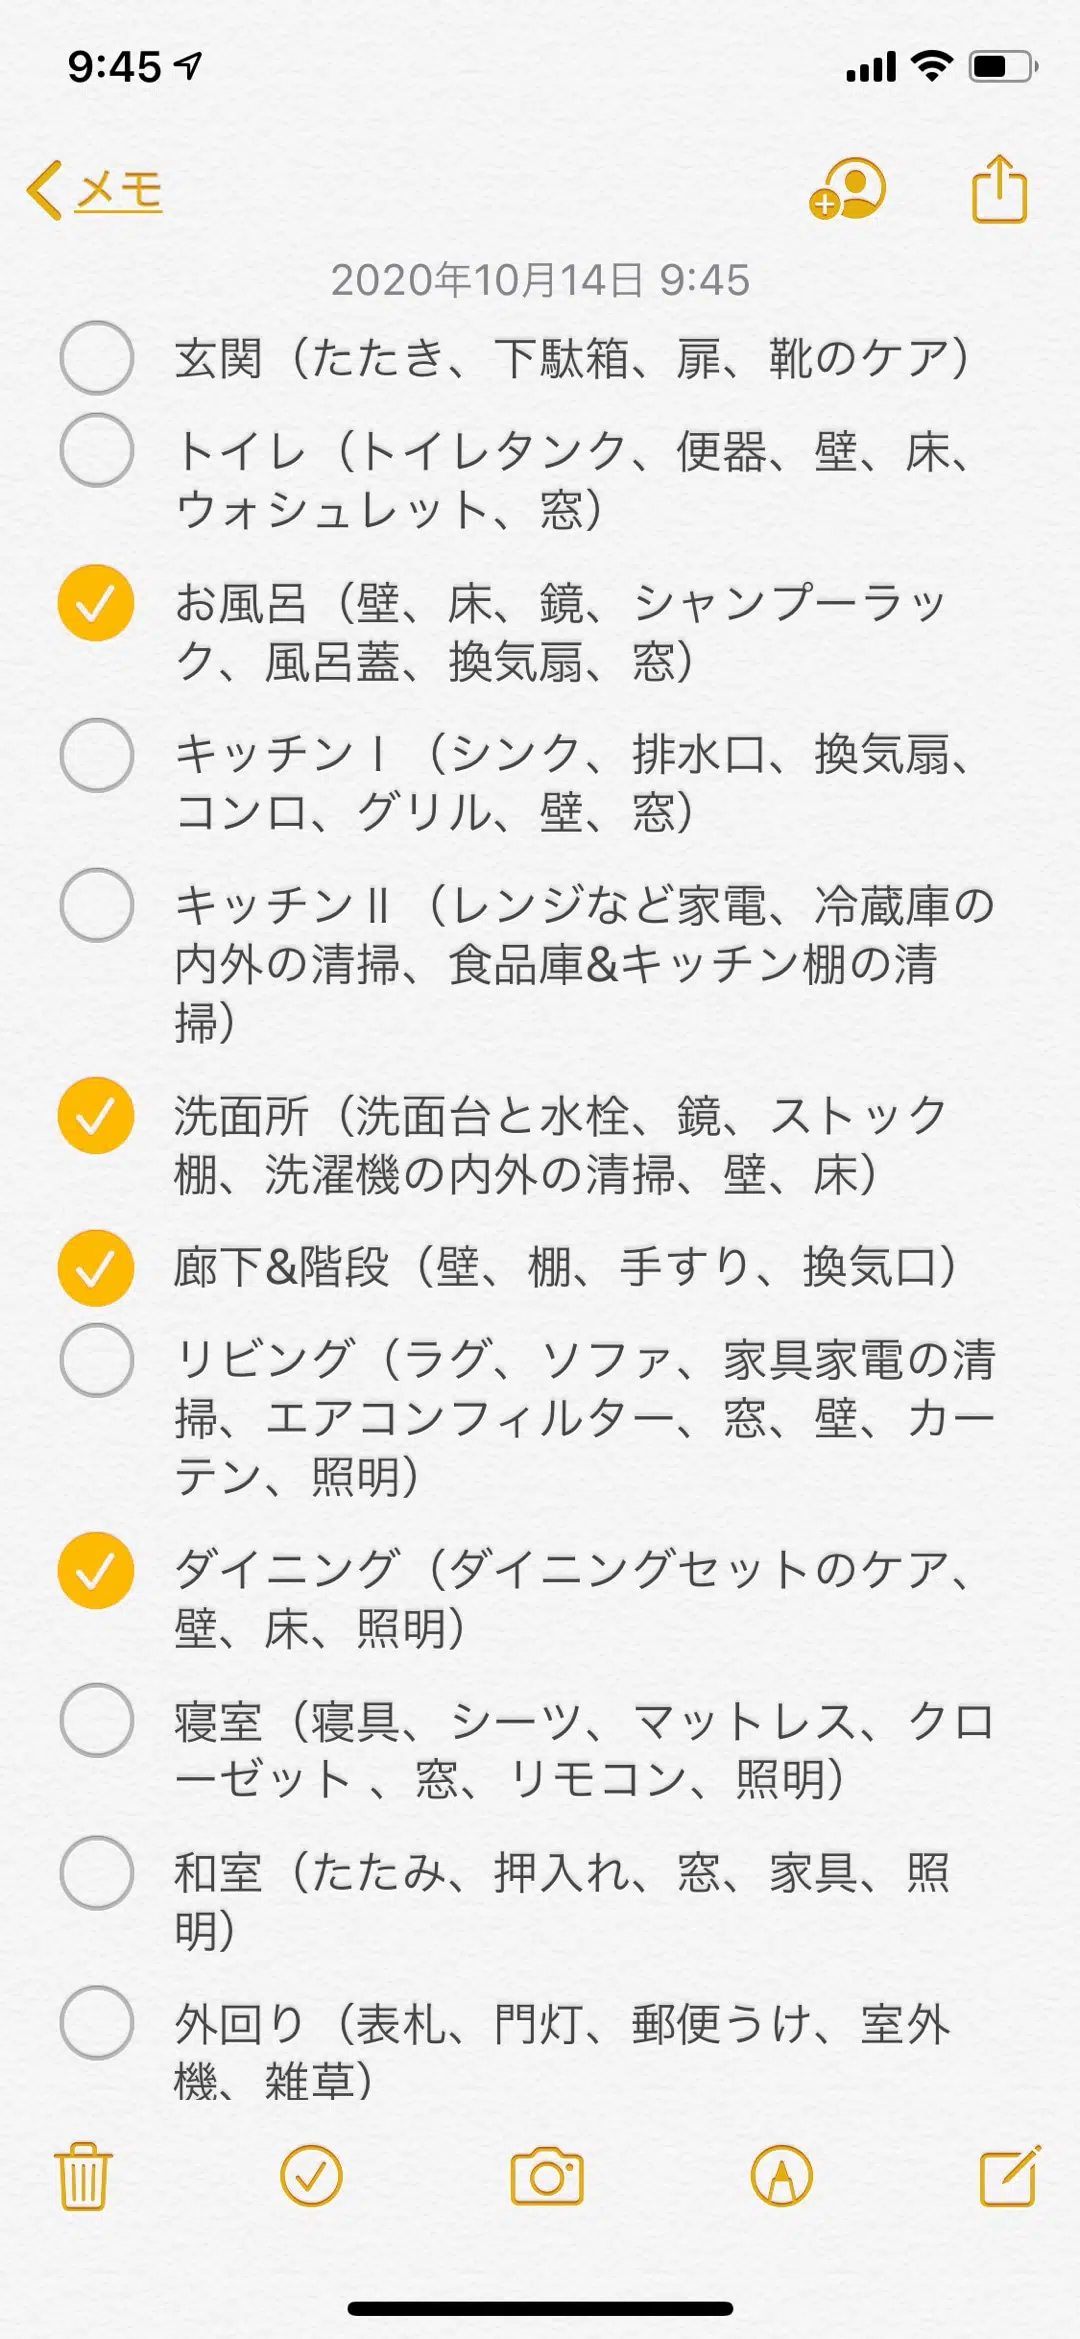 9:45
メモ
2020年10月14日 9:45
玄関（たたき、下駄箱、扉、靴のケア）
トイレ（トイレタンク、便器、壁、床、
ウォシュレット、窓）
お風呂（壁、床、鏡、シャンプーラッ
ク、風呂蓋、換気扇、窓）
キッチンⅠ（シンク、排水口、換気扇、
コンロ、グリル、壁、窓）
キッチンⅡ（レンジなど家電、冷蔵庫の
内外の清掃、食品庫&キッチン棚の清
掃）
洗面所（洗面台と水栓、鏡、ストック
棚、洗濯機の内外の清掃、壁、床）
廊下&階段（壁、棚、手すり、換気口）
リビング（ラグ、ソファ、家具家電の清
掃、エアコンフィルター、窓、壁、カー
テン、照明）
ダイニング（ダイニングセットのケア、
壁、床、照明）
寝室（寝具、シーツ、マットレス、クロ
ーゼット 、窓、リモコン、照明）
和室（たたみ、押入れ、窓、家具、照
明）
外回り（表札、門灯、郵便うけ、室外
機、雑草）